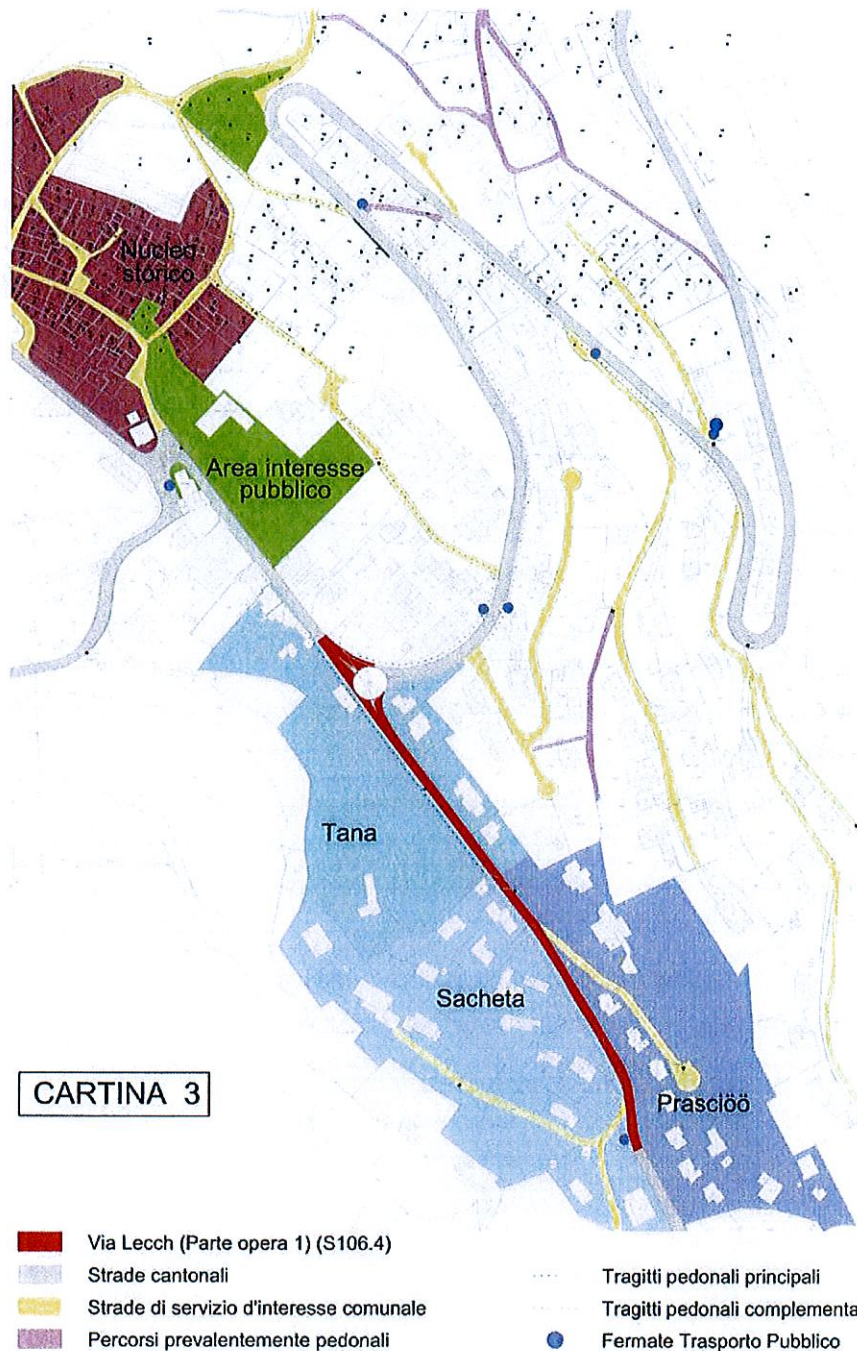 Nucleo
storico
Area interesse
pubblico
Tana
Sacheta
Prasciöö
CARTINA 3
Via Lecch (Parte opera 1) (S106.4)
Strade cantonali
Strade di servizio d'interesse comunale
Percorsi prevalentemente pedonali
Tragitti pedonali principali
Tragitti pedonali complementa
Fermate Trasporto Pubblico